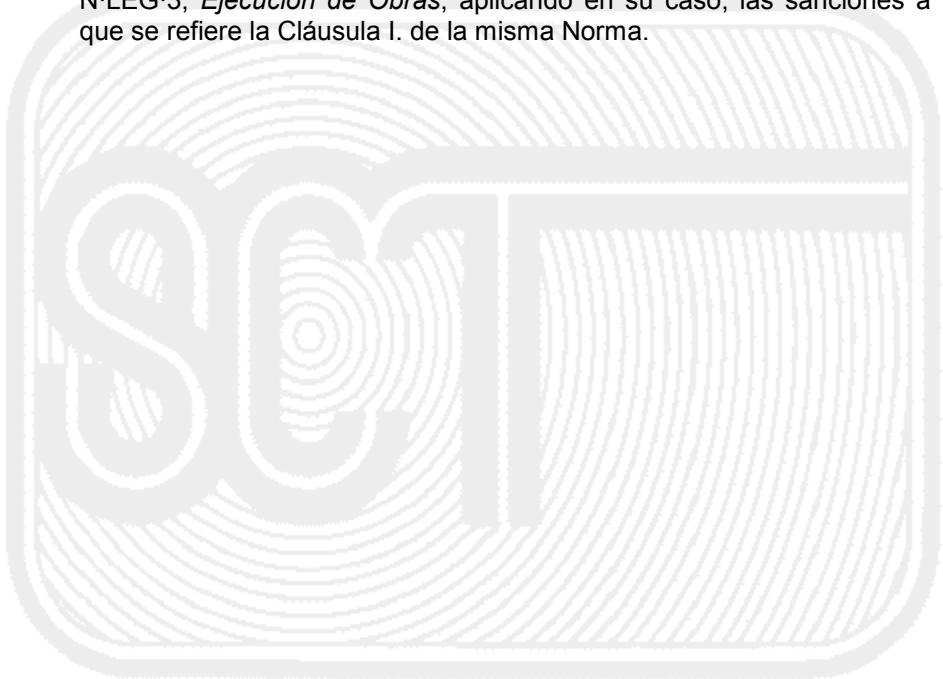 N·LEG·3, Ejecución de Obras, aplicando en su caso, las sanciones a
que se refiere la Cláusula I. de la misma Norma.
SCT